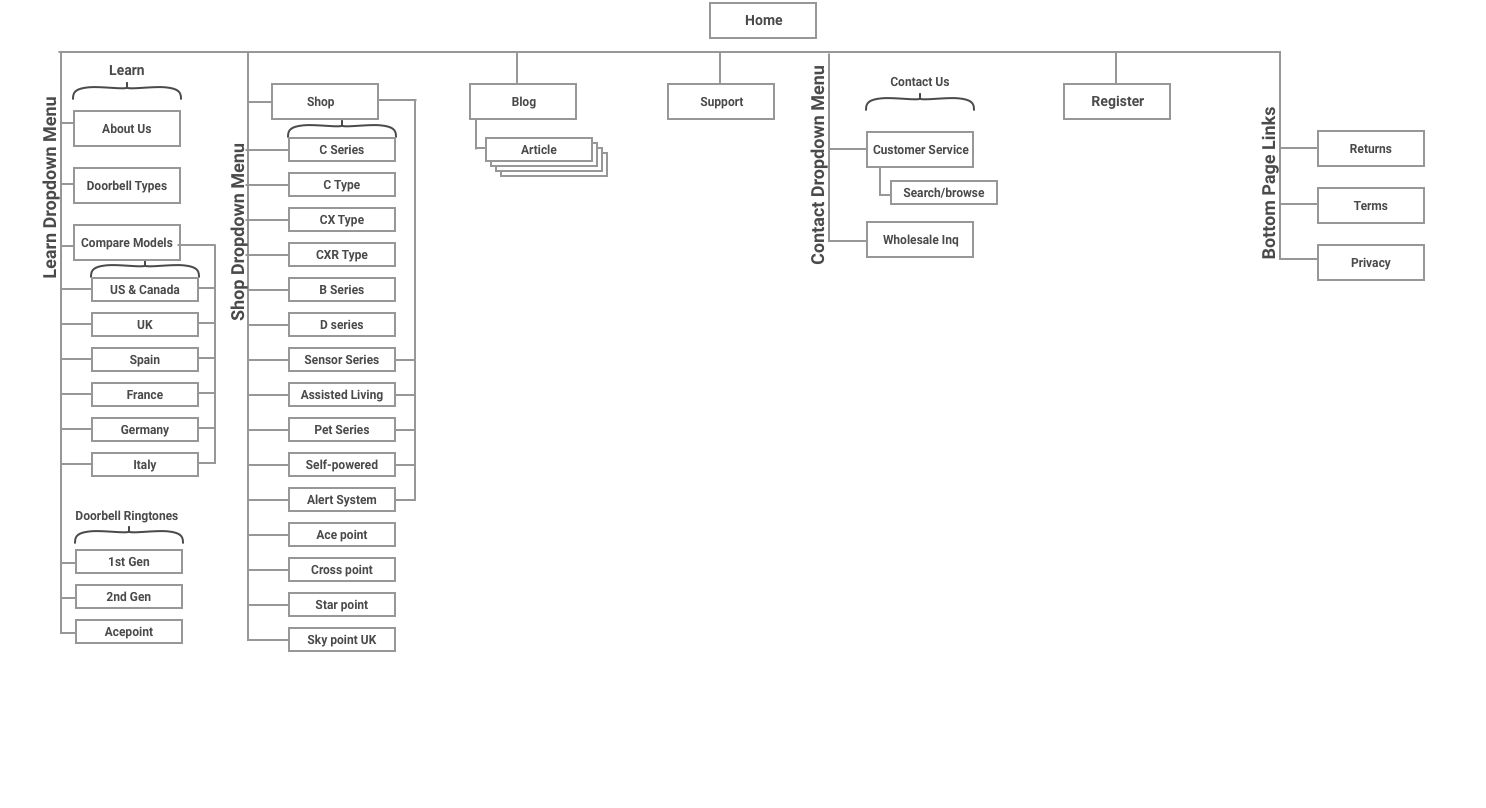 Home
Learn Dropdown Menu
Learn
About Us
Doorbell Types
Compare Models
US & Canada
UK
Spain
France
Germany
Italy
Doorbell Ringtones
1st Gen
2nd Gen
Acepoint
Shop Dropdown Menu
Shop
C Series
C Type
CX Type
CXR Type
B Series
D series
Sensor Series
Assisted Living
Pet Series
Self-powered
Alert System
Ace point
Cross point
Star point
Sky point UK
Blog
Article
Support
Contact Dropdown Menu
Contact Us
Customer Service
Search/browse
Wholesale Inq
Register
Bottom Page Links
Returns
Terms
Privacy